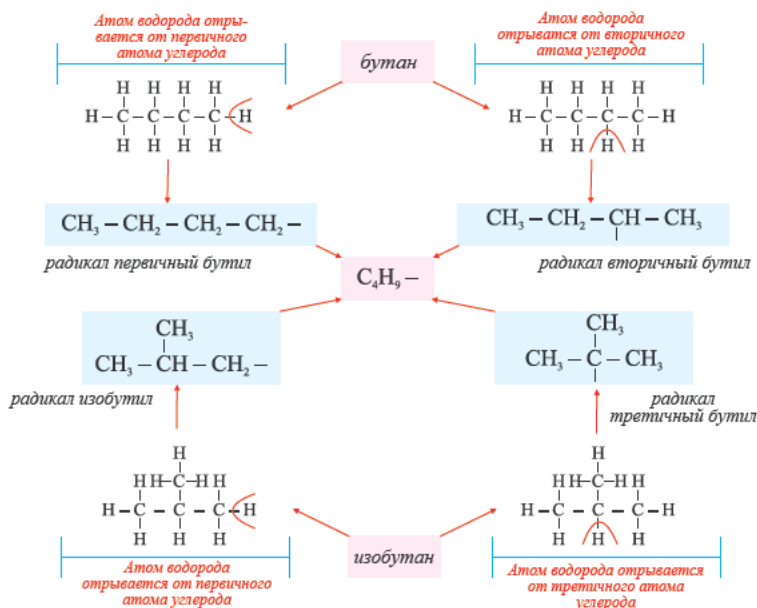 Атом водорода отры-
вается от первичного
атома углерода
Атом водорода
отрыватся от вторичного
атома углерода
бутан
H H H H
H – C – C – C – C – H
H H H H
H H H H
H – C – C – C – C – H
H H H H
CH₃ – CH₂ – CH₂ – CH₂ –
радикал первичный бутил
CH₃ – CH₂ – CH – CH₃
радикал вторичный бутил
C₄H₉ –
CH₃
CH₃ – CH – CH₂ –
радикал изобутил
CH₃
CH₃ – C – CH₃
радикал
третичный бутил
H
H H–C–H H
H – C – C – C – H
H H H
H
H H–C–H H
H – C – C – C – H
H H H
изобутан
Атом водорода
отрывается от первичного
атома углерода
Атом водорода отрывается
от третичного атома
углерода